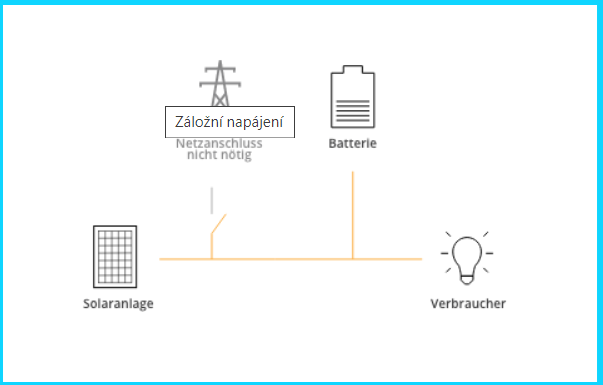 Záložní napájení
Netzanschluss
nicht nötig
Batterie
Solaranlage
Verbraucher